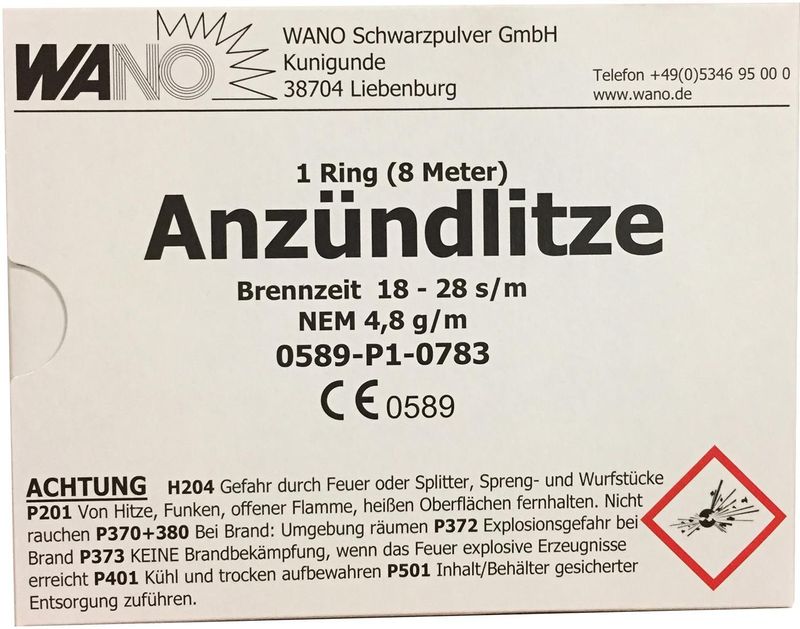 WANO
WANO Schwarzpulver GmbH
Kunigunde
38704 Liebenburg
Telefon +49(0)5346 95 00 0
www.wano.de
1 Ring (8 Meter)
Anzündlitze
Brennzeit 18 - 28 s/m
NEM 4,8 g/m
0589-P1-0783
CE 0589
ACHTUNG H204 Gefahr durch Feuer oder Splitter, Spreng- und Wurfstücke
P201 Von Hitze, Funken, offener Flamme, heißen Oberflächen fernhalten. Nicht
rauchen P370+380 Bei Brand: Umgebung räumen P372 Explosionsgefahr bei
Brand P373 KEINE Brandbekämpfung, wenn das Feuer explosive Erzeugnisse
erreicht P401 Kühl und trocken aufbewahren P501 Inhalt/Behälter gesicherter
Entsorgung zuführen.